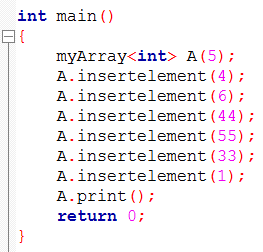 int main()
{
myArray<int> A(5);
A.insertelement(4);
A.insertelement(6);
A.insertelement(44);
A.insertelement(55);
A.insertelement(33);
A.insertelement(1);
A.print();
return 0;
}